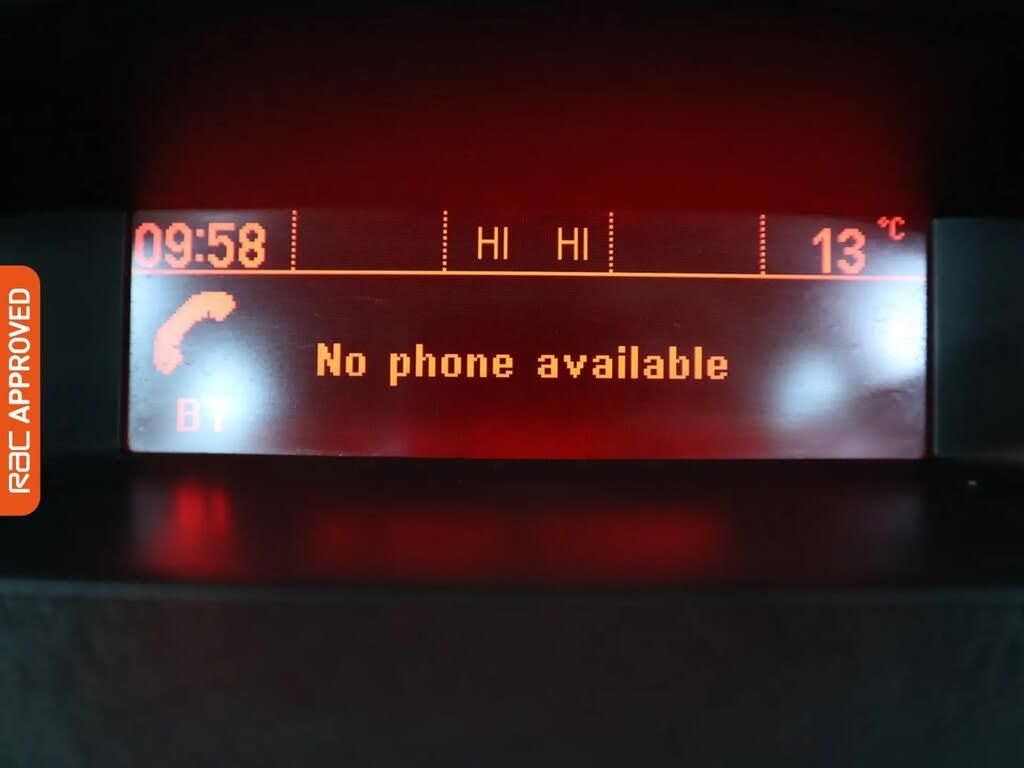 09:58 HI HI 13 °C
No phone available
BT
RAC APPROVED